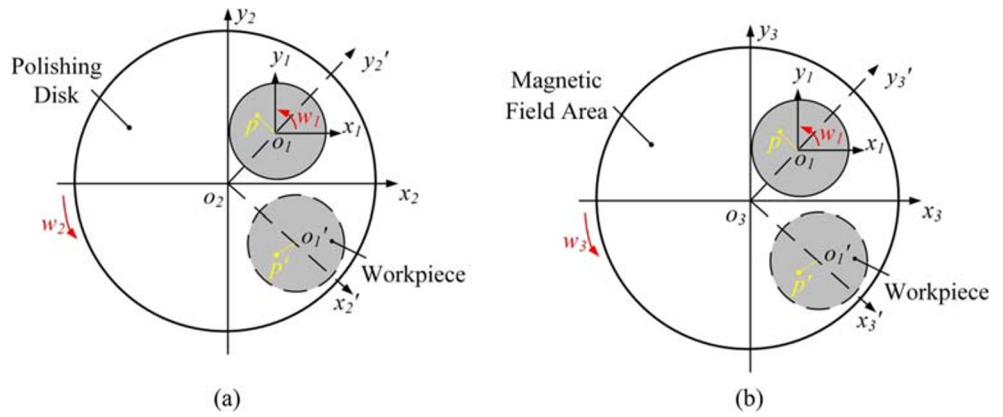 y₂
Polishing
Disk
y₁
y₂'
w₁
p
x₁
o₁
o₂
x₂
w₂
o₁'
p'
Workpiece
x₂'
(a)
y₃
Magnetic
Field Area
y₁
y₃'
w₁
p
x₁
o₁
o₃
x₃
w₃
o₁'
p'
Workpiece
x₃'
(b)